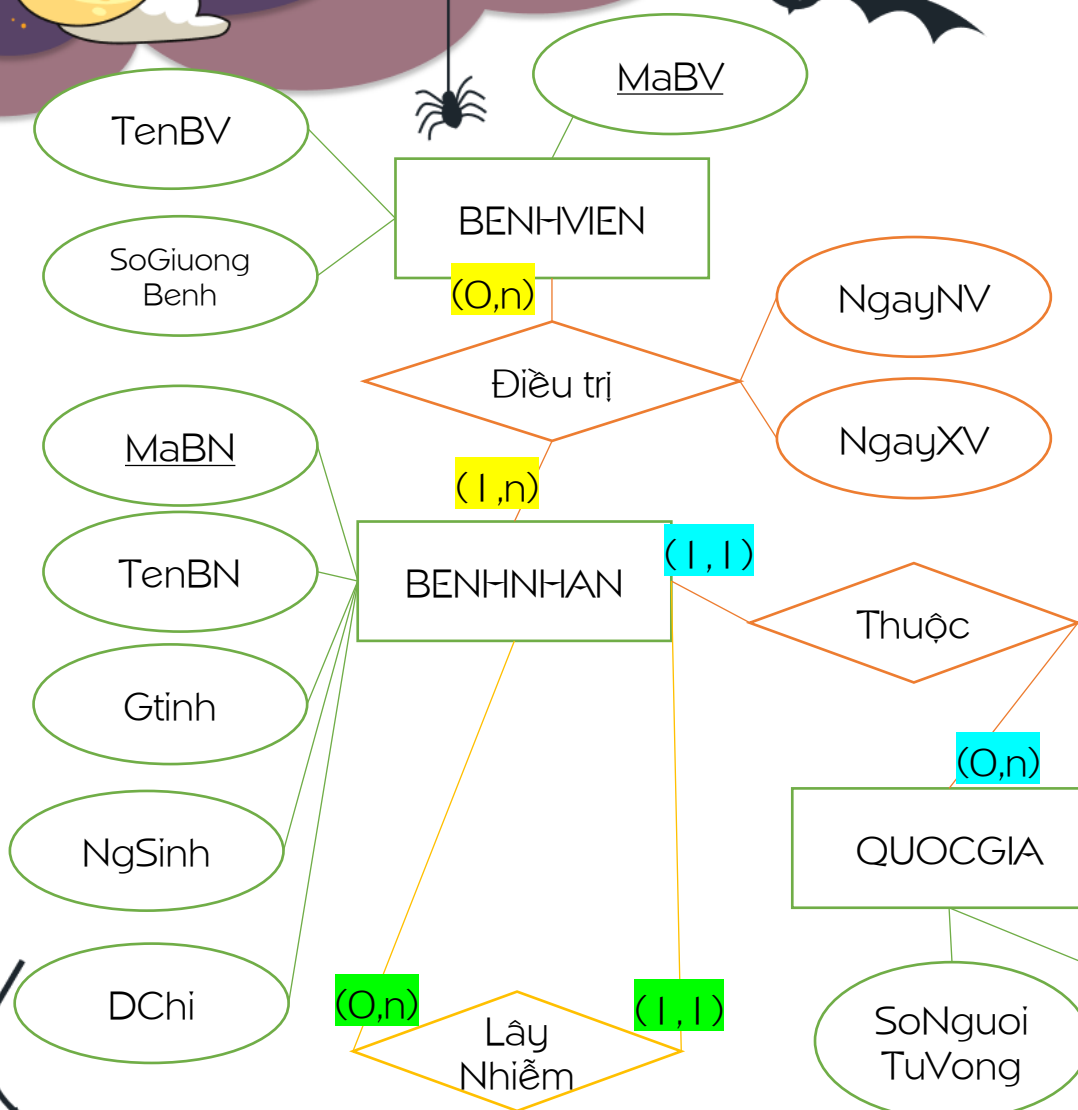 MaBV
TenBV
BENHVIEN
SoGiuong
Benh
(0,n)
NgayNV
Điều trị
NgayXV
MaBN
(1,n)
(1,1)
TenBN
BENHNHAN
Thuộc
Gtinh
(0,n)
NgSinh
QUOCGIA
DChi
(0,n)
(1,1)
Lây
Nhiễm
SoNguoi
TuVong